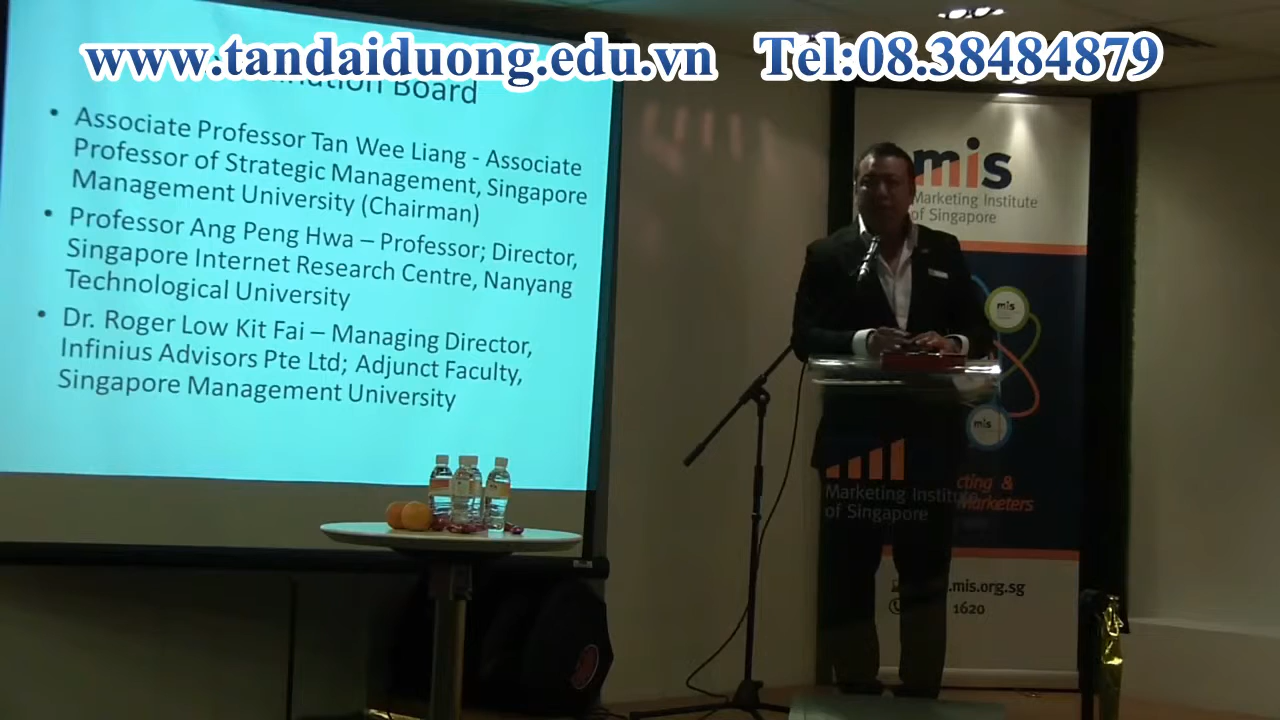 www.tandaiduong.edu.vn Tel:08.38484879
Board
• Associate Professor Tan Wee Liang - Associate
Professor of Strategic Management, Singapore
Management University (Chairman)
• Professor Ang Peng Hwa – Professor; Director,
Singapore Internet Research Centre, Nanyang
Technological University
• Dr. Roger Low Kit Fai – Managing Director,
Infinius Advisors Pte Ltd; Adjunct Faculty,
Singapore Management University
mis
Marketing Institute
of Singapore
mis
mis
Marketing Institute
of Singapore
cting &
Marketers
.mis.org.sg
1620